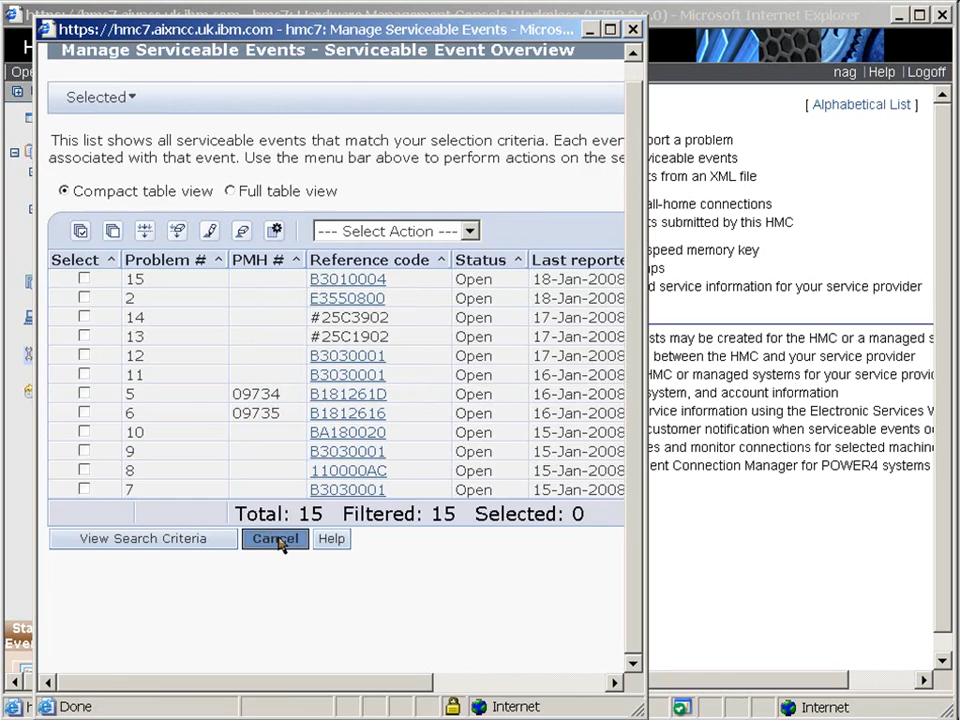 https://hmc7.aixncc.uk.ibm.com - hmc7: Manage Serviceable Events - Micros...
- Microsoft Internet Explorer
Manage Serviceable Events - Serviceable Event Overview
nag Help Logoff
Selected
[ Alphabetical List ]
This list shows all serviceable events that match your selection criteria. Each even
associated with that event. Use the menu bar above to perform actions on the se
Compact table view Full table view
--- Select Action ---
Select Problem # PMH # Reference code Status Last reporte
15 B3010004 Open 18-Jan-2008
2 E3550800 Open 18-Jan-2008
14 #25C3902 Open 17-Jan-2008
13 #25C1902 Open 17-Jan-2008
12 B3030001 Open 17-Jan-2008
11 B3030001 Open 16-Jan-2008
5 09734 B181261D Open 16-Jan-2008
6 09735 B1812616 Open 16-Jan-2008
10 BA180020 Open 15-Jan-2008
9 B3030001 Open 15-Jan-2008
8 110000AC Open 15-Jan-2008
7 B3030001 Open 15-Jan-2008
Total: 15 Filtered: 15 Selected: 0
View Search Criteria Cancel Help
Done Internet
ort a problem
viceable events
ts from an XML file
all-home connections
ts submitted by this HMC
speed memory key
aps
d service information for your service provider
sts may be created for the HMC or a managed s
between the HMC and your service provider
HMC or managed systems for your service provid
system, and account information
rvice information using the Electronic Services W
customer notification when serviceable events o
es and monitor connections for selected machin
ent Connection Manager for POWER4 systems
Internet